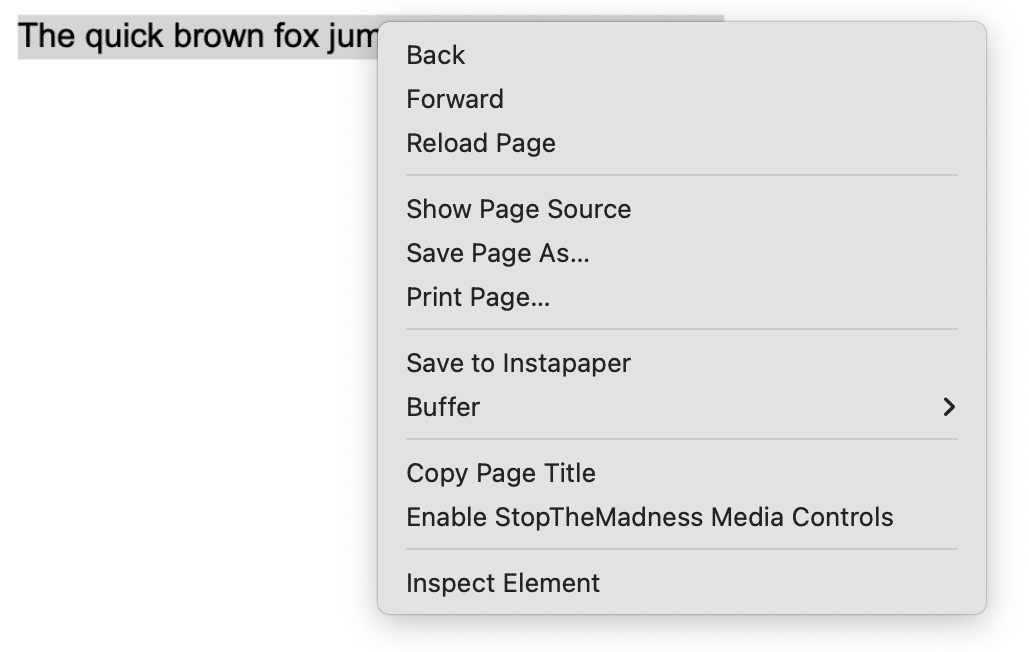 The quick brown fox jum
Back
Forward
Reload Page
Show Page Source
Save Page As...
Print Page...
Save to Instapaper
Buffer
Copy Page Title
Enable StopTheMadness Media Controls
Inspect Element